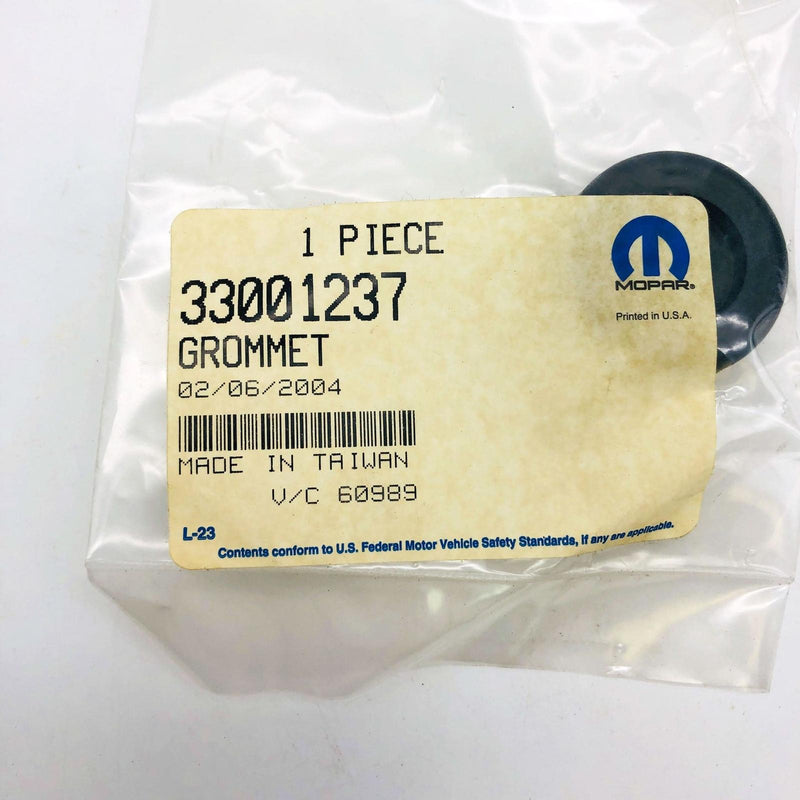 1 PIECE
33001237
GROMMET
02/06/2004
MADE IN TAIWAN
V/C 60989
L-23
Contents conform to U.S. Federal Motor Vehicle Safety Standards, if any are applicable.
MOPAR®
Printed in U.S.A.